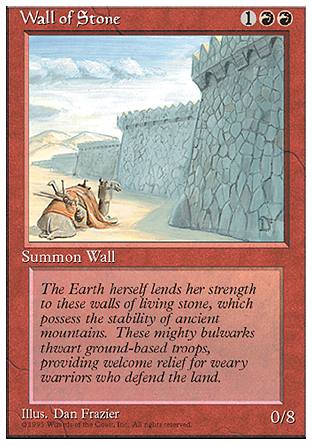 Wall of Stone 1
Summon Wall
The Earth herself lends her strength
to these walls of living stone, which
possess the stability of ancient
mountains. These mighty bulwarks
thwart ground-based troops,
providing welcome relief for weary
warriors who defend the land.
Illus. Dan Frazier
©1995 Wizards of the Coast, Inc. All rights reserved.
0/8